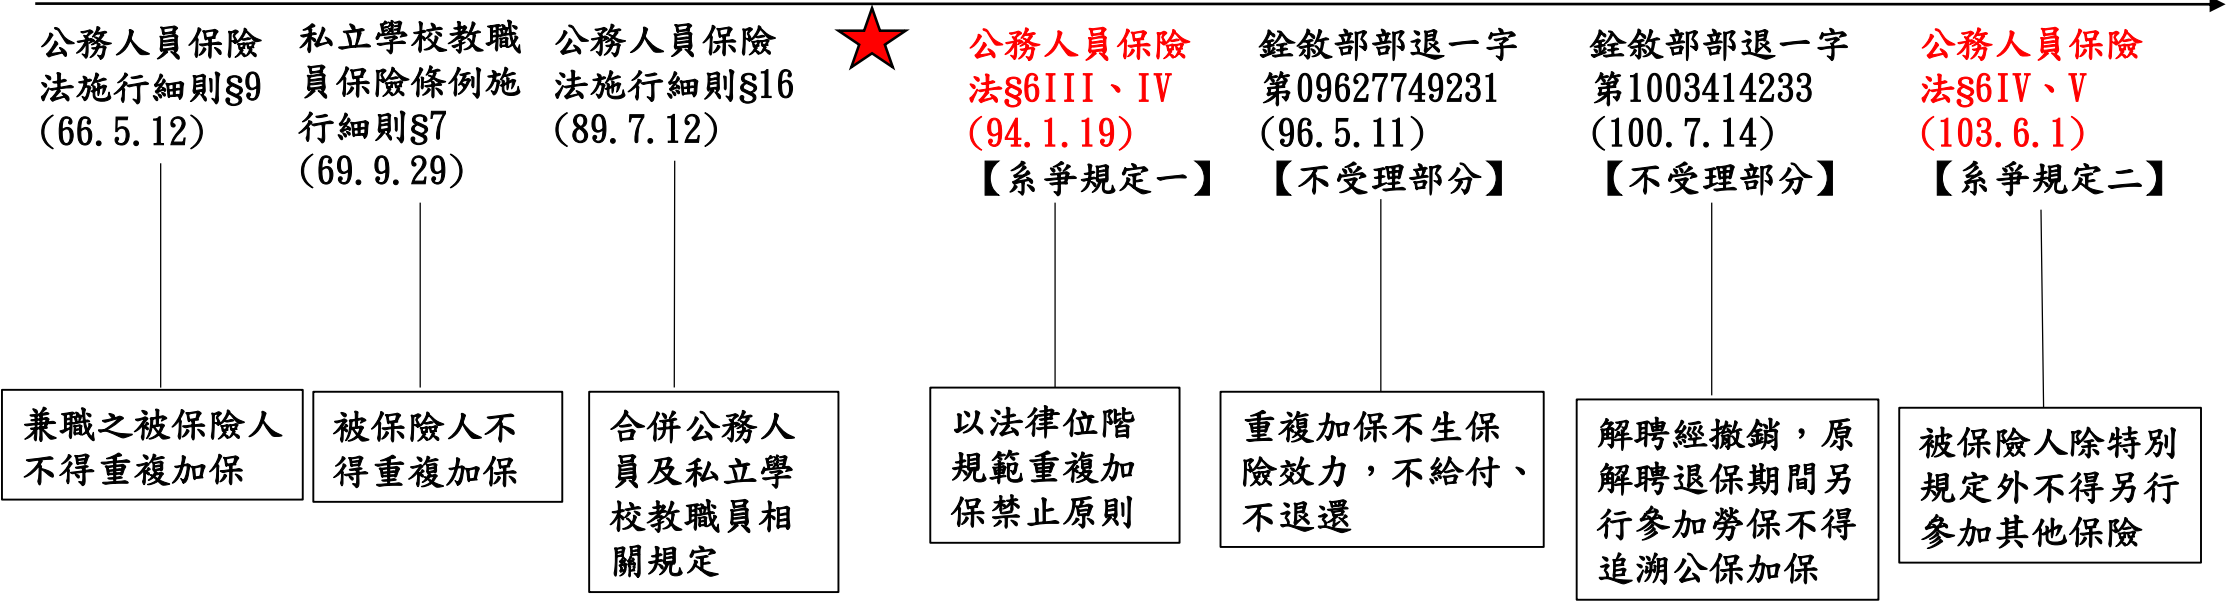 公務人員保險
法施行細則§9
(66.5.12)
私立學校教職
員保險條例施
行細則§7
(69.9.29)
公務人員保險
法施行細則§16
(89.7.12)
公務人員保險
法§6III、IV
(94.1.19)
【系爭規定一】
銓敘部部退一字
第09627749231
(96.5.11)
【不受理部分】
銓敘部部退一字
第1003414233
(100.7.14)
【不受理部分】
公務人員保險
法§6IV、V
(103.6.1)
【系爭規定二】
兼職之被保險人
不得重複加保
被保險人不
得重複加保
合併公務人
員及私立學
校教職員相
關規定
以法律位階
規範重複加
保禁止原則
重複加保不生保
險效力，不給付、
不退還
解聘經撤銷，原
解聘退保期間另
行參加勞保不得
追溯公保加保
被保險人除特別
規定外不得另行
參加其他保險